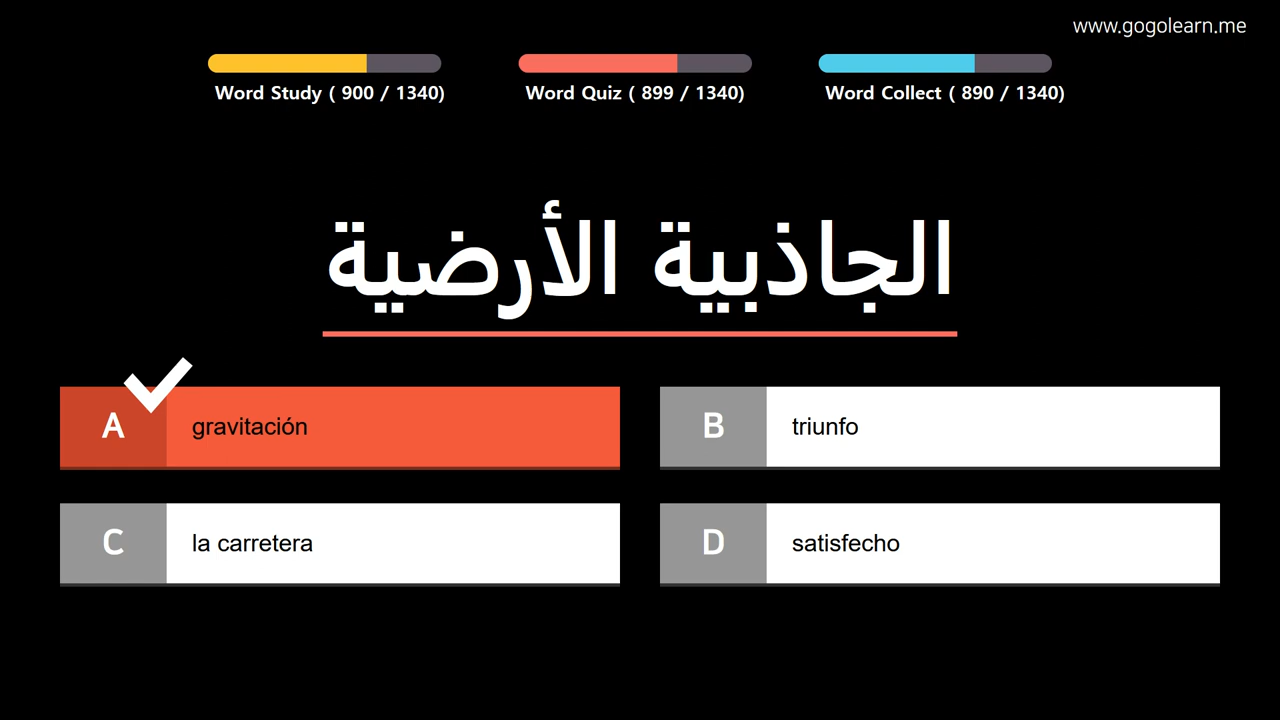 www.gogolearn.me
Word Study ( 900 / 1340)
Word Quiz ( 899 / 1340)
Word Collect ( 890 / 1340)
الجاذبية الأرضية
A gravitación
B triunfo
C la carretera
D satisfecho